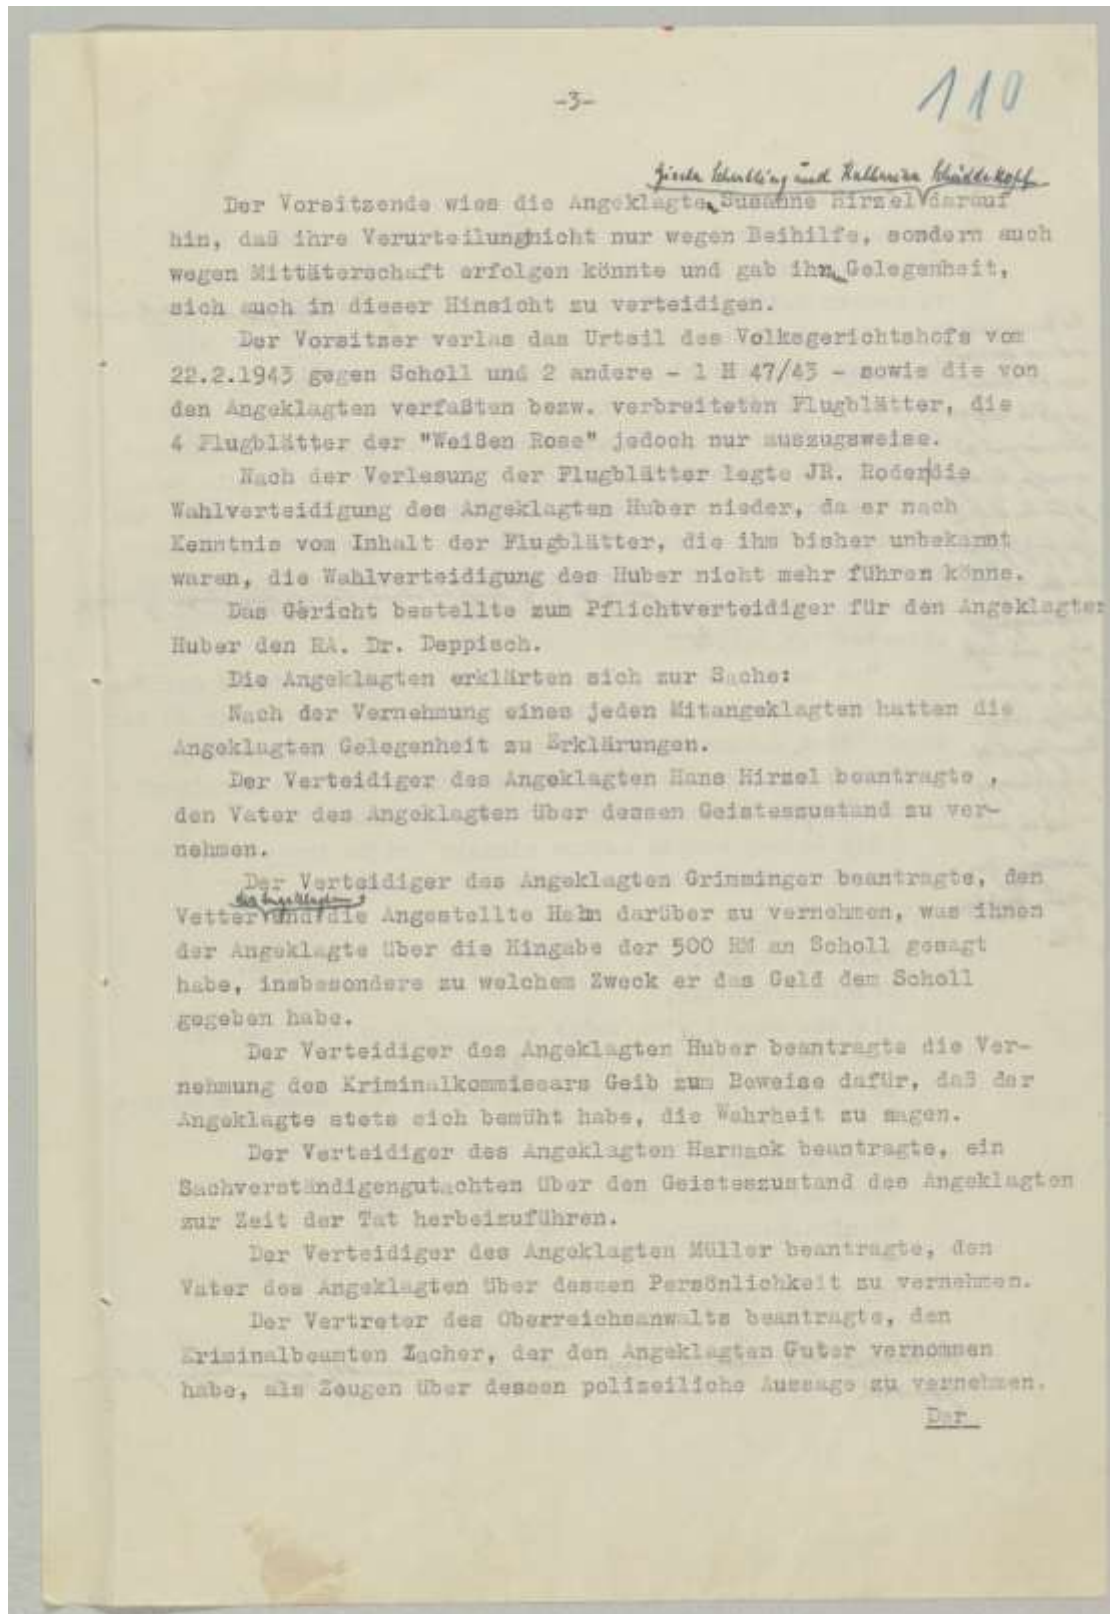 -3-
110
Gisela Schertling und Katharina Schüddekopf
Der Vorsitzende wies die Angeklagte, Susanne Hirzel darauf
hin, daß ihre Verurteilung nicht nur wegen Beihilfe, sondern auch
wegen Mittäterschaft erfolgen könnte und gab ihn Gelegenheit,
sich auch in dieser Hinsicht zu verteidigen.
Der Vorsitzer verlas das Urteil des Volksgerichtshofs vom
22.2.1943 gegen Scholl und 2 andere - 1 H 47/43 - sowie die von
den Angeklagten verfaßten bezw. verbreiteten Flugblätter, die
4 Flugblätter der "Weißen Rose" jedoch nur auszugsweise.
Nach der Verlesung der Flugblätter legte JR. Roder die
Wahlverteidigung des Angeklagten Huber nieder, da er nach
Kenntnis vom Inhalt der Flugblätter, die ihm bisher unbekannt
waren, die Wahlverteidigung des Huber nicht mehr führen könne.
Das Gericht bestellte zum Pflichtverteidiger für den Angeklagten
Huber den RA. Dr. Deppisch.
Die Angeklagten erklärten sich zur Sache:
Nach der Vernehmung eines jeden Mitangeklagten hatten die
Angeklagten Gelegenheit zu Erklärungen.
Der Verteidiger des Angeklagten Hans Hirzel beantragte ,
den Vater des Angeklagten über dessen Geisteszustand zu ver-
nehmen.
Der Verteidiger des Angeklagten Grimminger beantragte, den
des Angeklagten
Vetter und die Angestellte Hahn darüber zu vernehmen, was ihnen
der Angeklagte über die Hingabe der 500 RM an Scholl gesagt
habe, insbesondere zu welchem Zweck er das Geld dem Scholl
gegeben habe.
Der Verteidiger des Angeklagten Huber beantragte die Ver-
nehmung des Kriminalkommissars Geib zum Beweise dafür, daß der
Angeklagte stets sich bemüht habe, die Wahrheit zu sagen.
Der Verteidiger des Angeklagten Harnack beantragte, ein
Sachverständigengutachten über den Geisteszustand des Angeklagten
zur Zeit der Tat herbeizuführen.
Der Verteidiger des Angeklagten Müller beantragte, den
Vater des Angeklagten über dessen Persönlichkeit zu vernehmen.
Der Vertreter des Oberreichsanwalts beantragte, den
Kriminalbeamten Zacher, der den Angeklagten Guter vernommen
habe, als Zeugen über dessen polizeiliche Aussage zu vernehmen.
Der